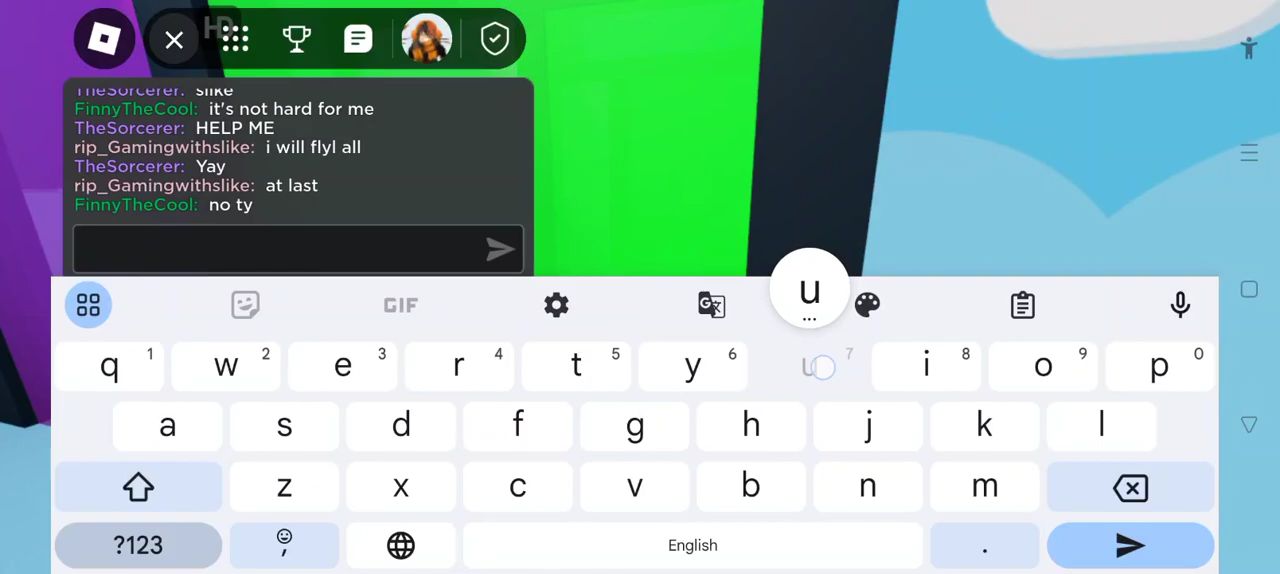 HD
TheSorcerer: slike
FinnyTheCool: it's not hard for me
TheSorcerer: HELP ME
rip_Gamingwithslike: i will flyl all
TheSorcerer: Yay
rip_Gamingwithslike: at last
FinnyTheCool: no ty
GIF
u
q 1 w 2 e 3 r 4 t 5 y 6 u 7 i 8 o 9 p 0
a s d f g h j k l
z x c v b n m
?123 , English .